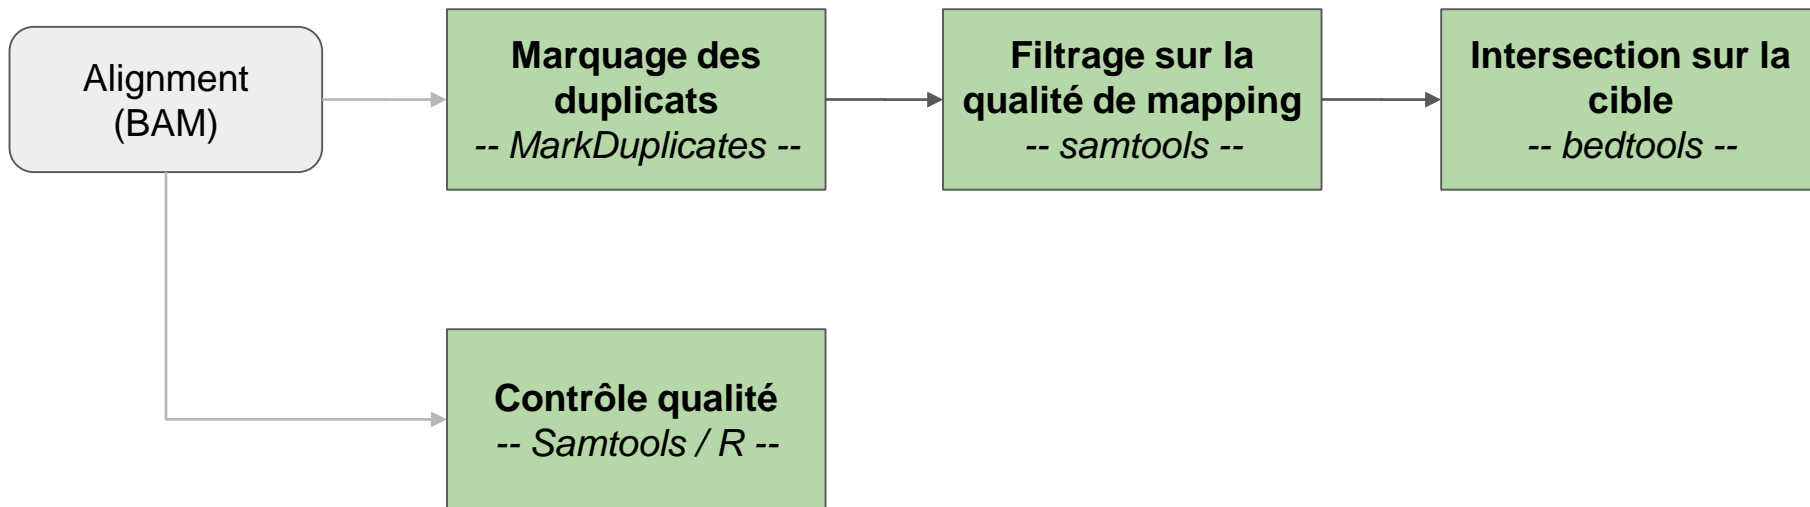 Alignment
(BAM)
Marquage des
duplicats
-- MarkDuplicates --
Filtrage sur la
qualité de mapping
-- samtools --
Intersection sur la
cible
-- bedtools --
Contrôle qualité
-- Samtools / R --